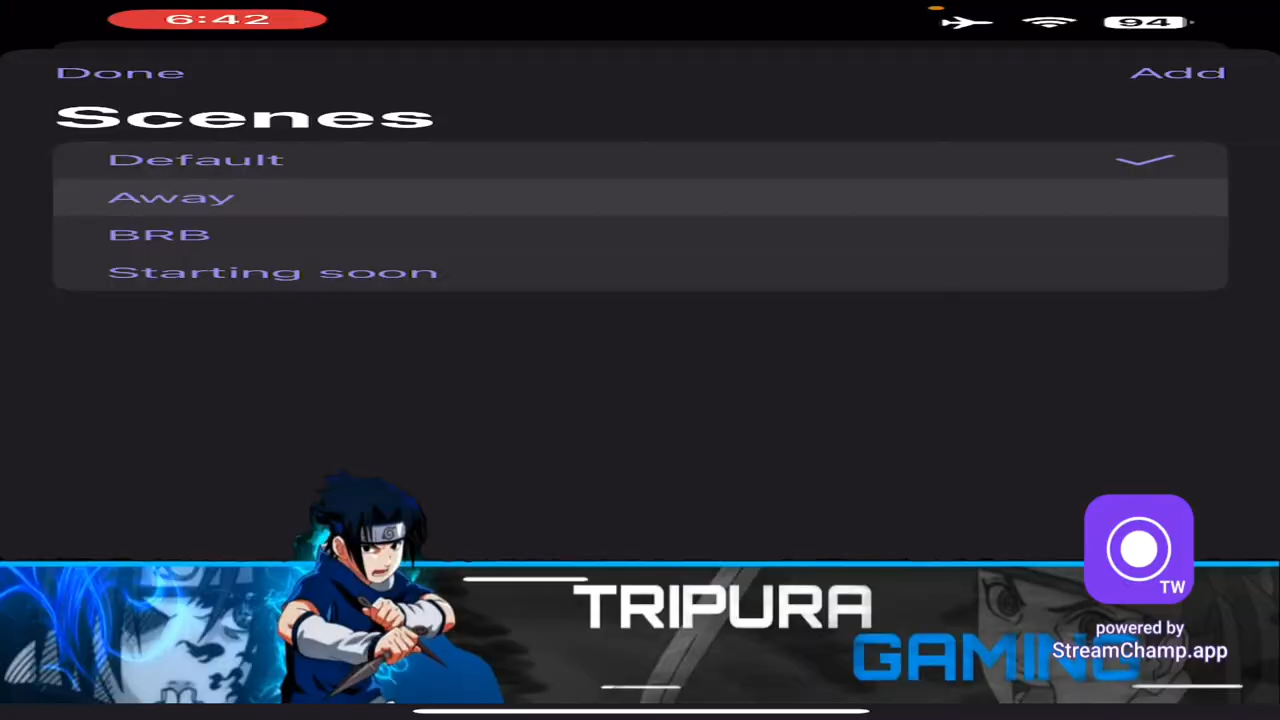 6:42
94
Done
Add
Scenes
Default
Away
BRB
Starting soon
TRIPURA
GAMING
TW
powered by
StreamChamp.app